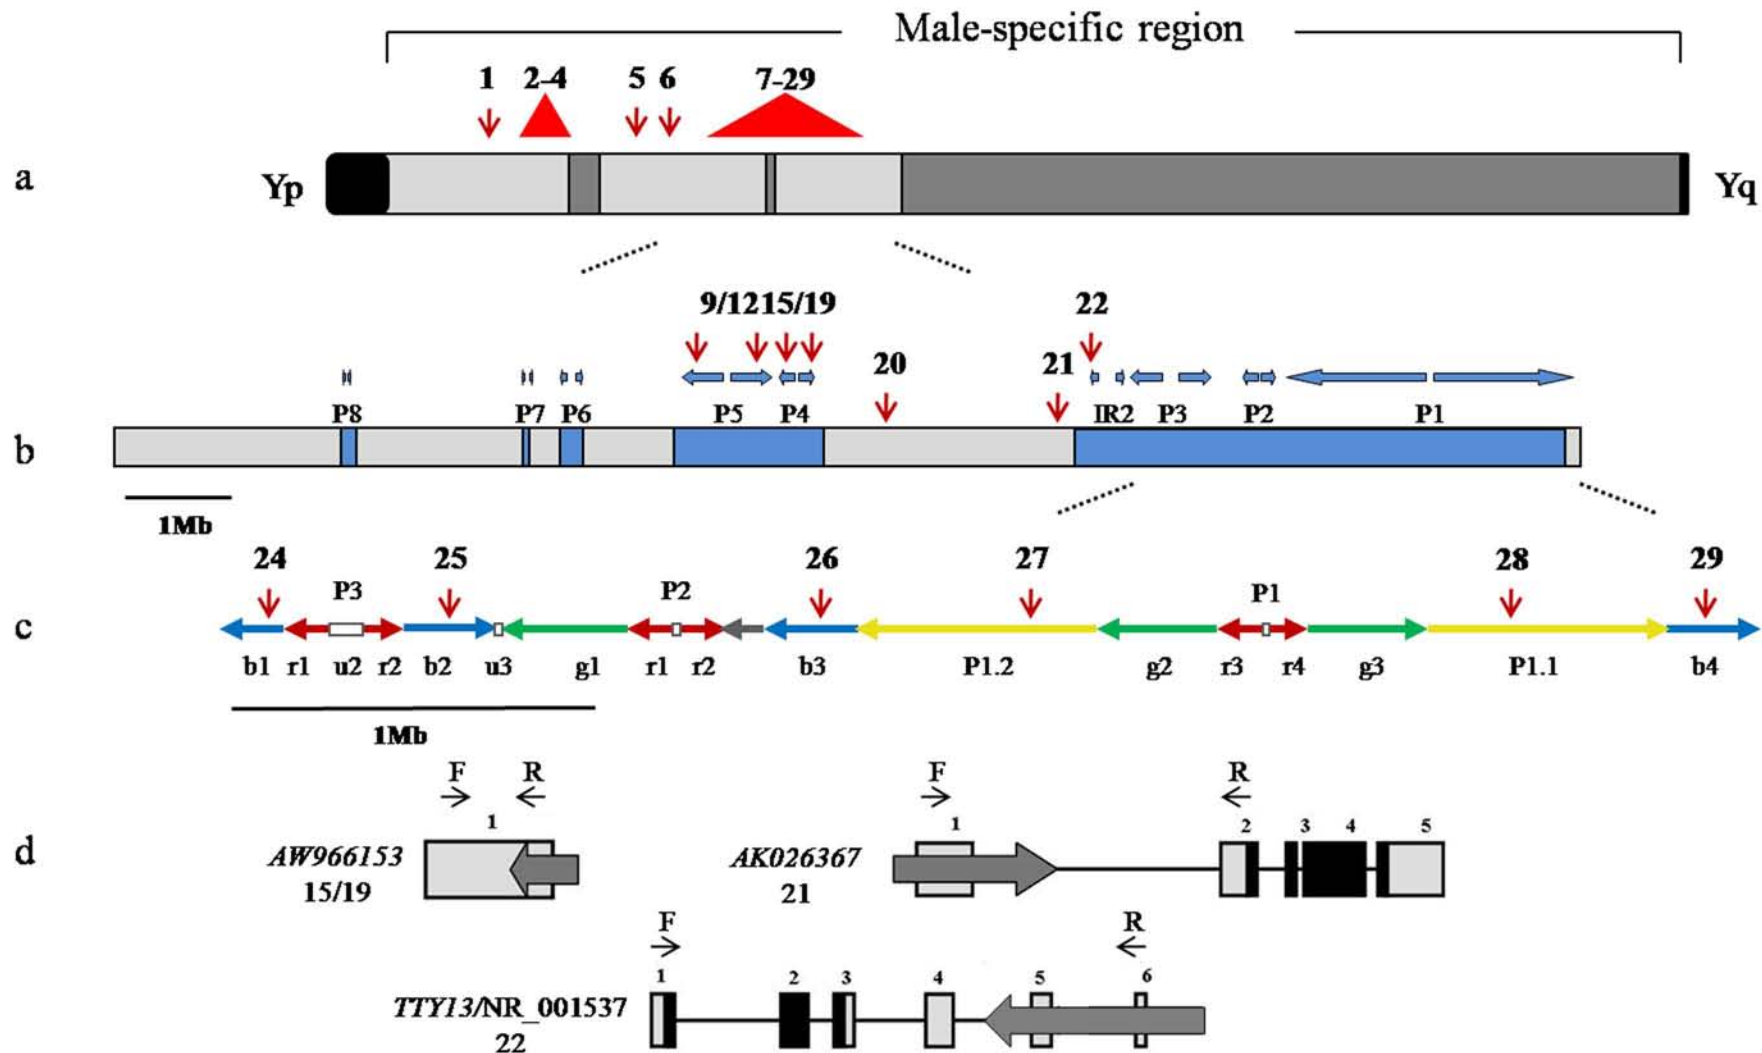 Male-specific region
1 2-4 5 6 7-29
a Yp Yq
9/12 15/19 22
20 21
P8 P7 P6 P5 P4 IR2 P3 P2 P1
b
1Mb
24 25 26 27 28 29
P3 P2 P1
c
b1 r1 u2 r2 b2 u3 g1 r1 r2 b3 P1.2 g2 r3 r4 g3 P1.1 b4
1Mb
F R F R
1 1 2 3 4 5
d AW966153 AK026367
15/19 21
F R
1 2 3 4 5 6
TTY13/NR_001537
22